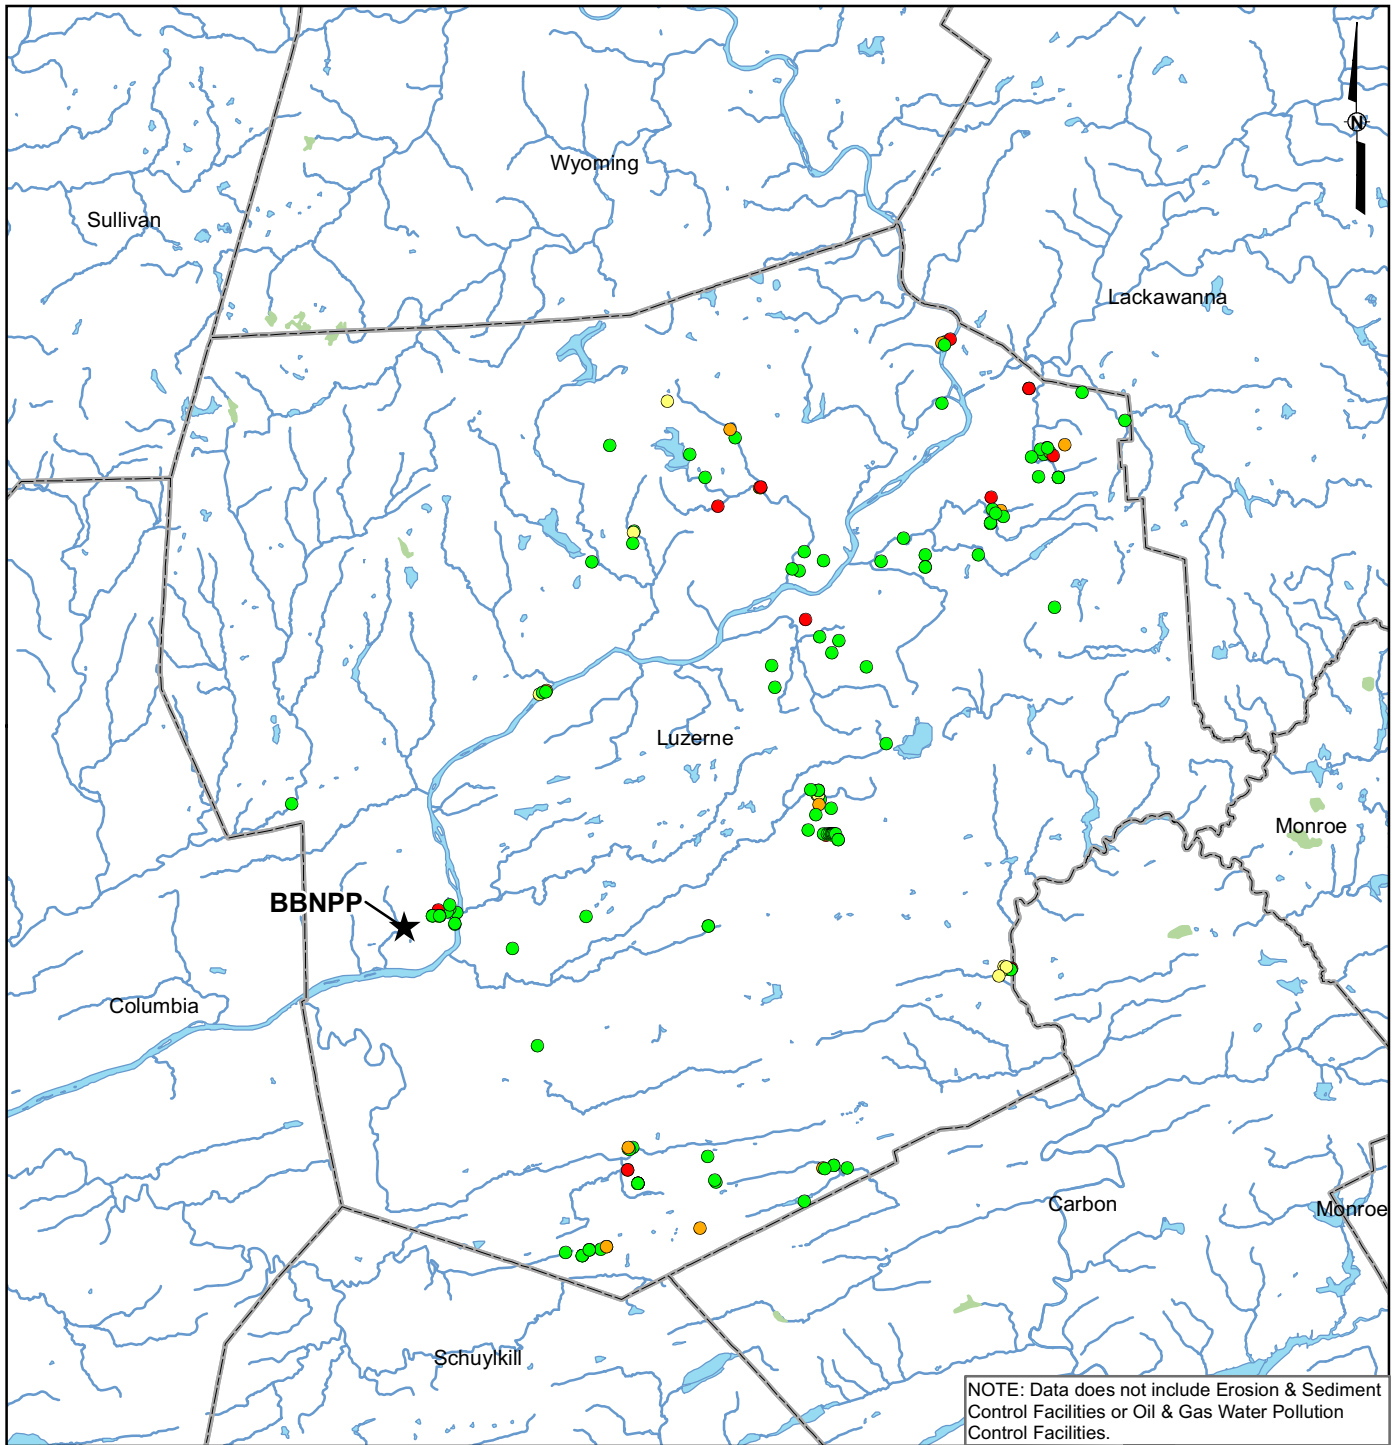 N
Wyoming
Sullivan
Lackawanna
Luzerne
Monroe
BBNPP
Columbia
Carbon
Monroe
Schuylkill
NOTE: Data does not include Erosion & Sediment
Control Facilities or Oil & Gas Water Pollution
Control Facilities.